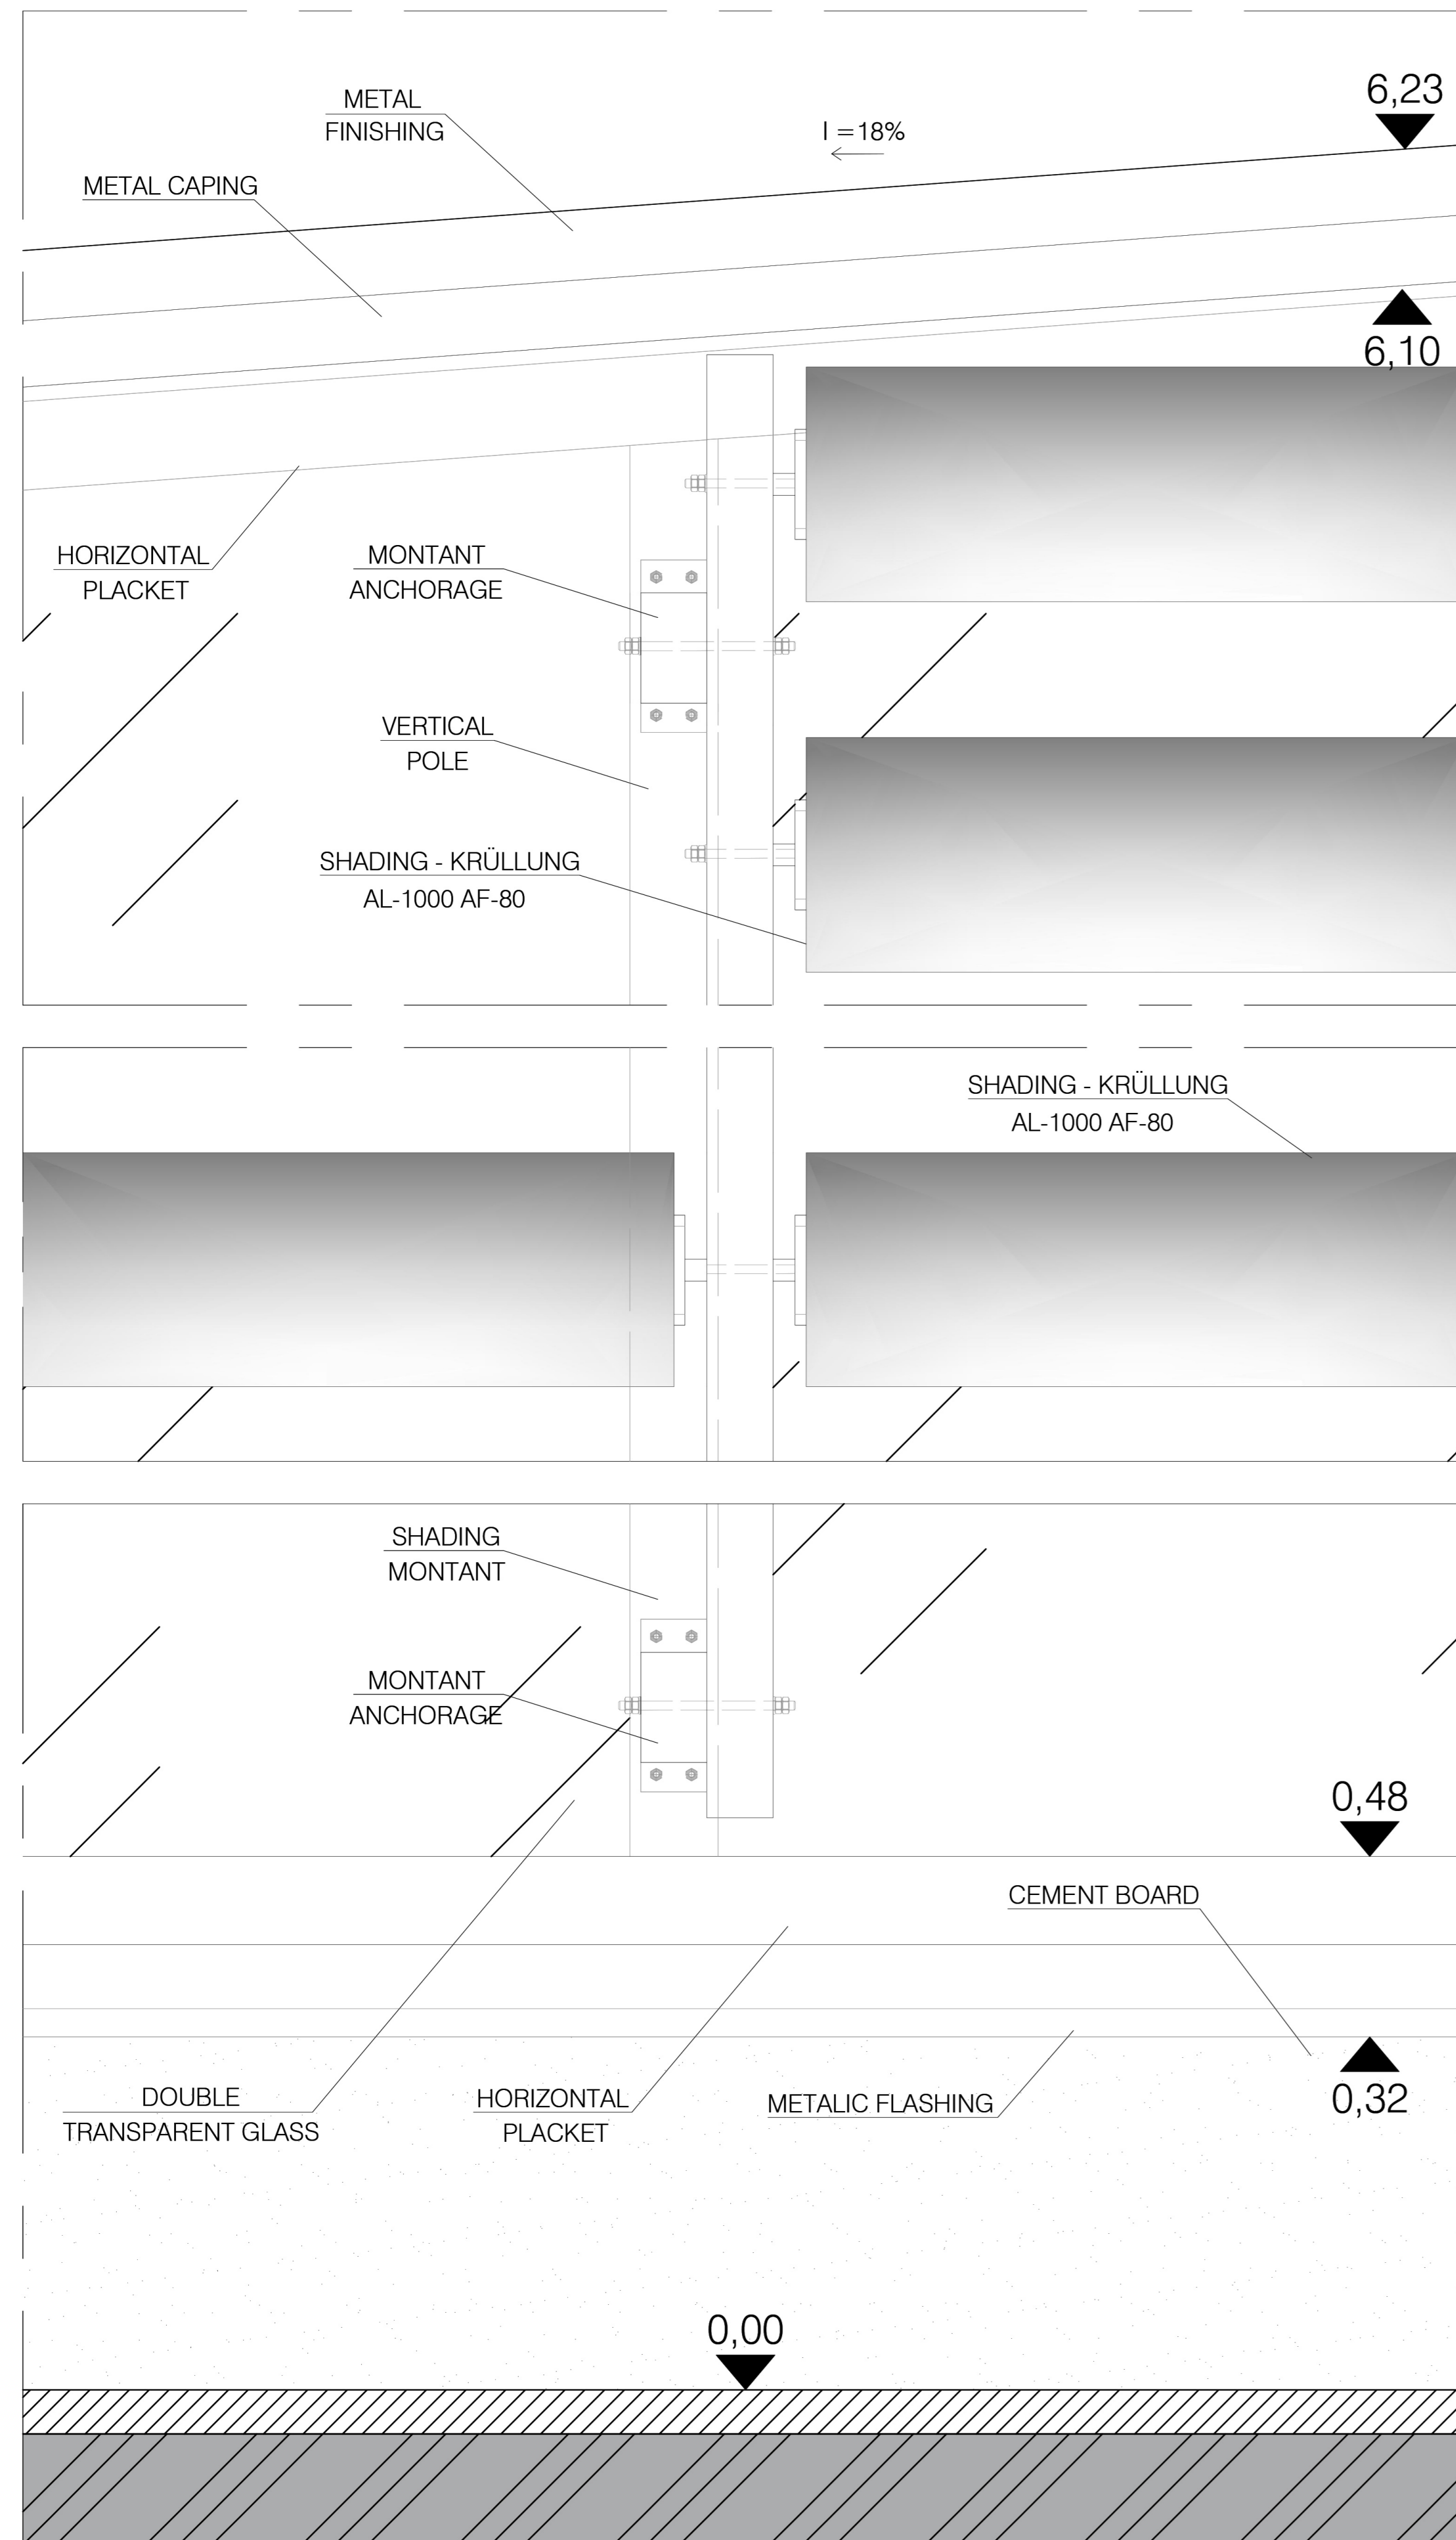 6,23
METAL
FINISHING
I =18%
METAL CAPING
6,10
HORIZONTAL
PLACKET
MONTANT
ANCHORAGE
VERTICAL
POLE
SHADING - KRÜLLUNG
AL-1000 AF-80
SHADING - KRÜLLUNG
AL-1000 AF-80
SHADING
MONTANT
MONTANT
ANCHORAGE
0,48
CEMENT BOARD
DOUBLE
TRANSPARENT GLASS
HORIZONTAL
PLACKET
METALIC FLASHING
0,32
0,00